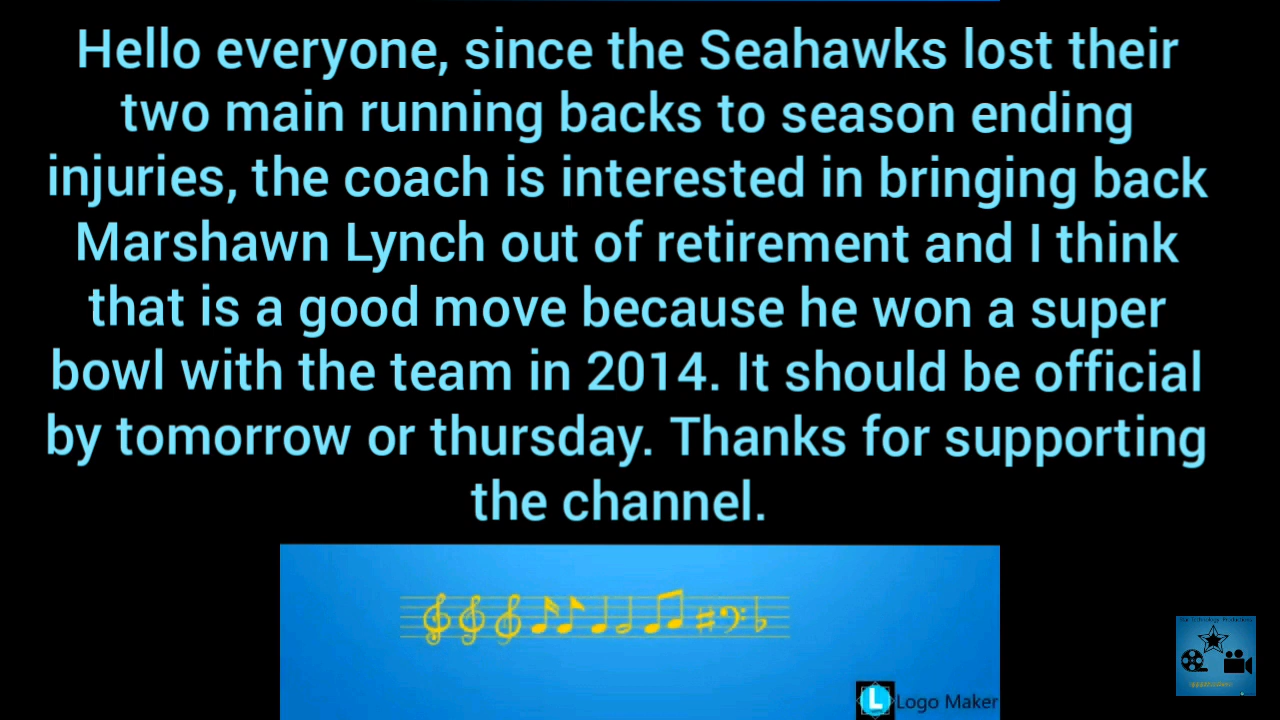 Hello everyone, since the Seahawks lost their
two main running backs to season ending
injuries, the coach is interested in bringing back
Marshawn Lynch out of retirement and I think
that is a good move because he won a super
bowl with the team in 2014. It should be official
by tomorrow or thursday. Thanks for supporting
the channel.
L Logo Maker